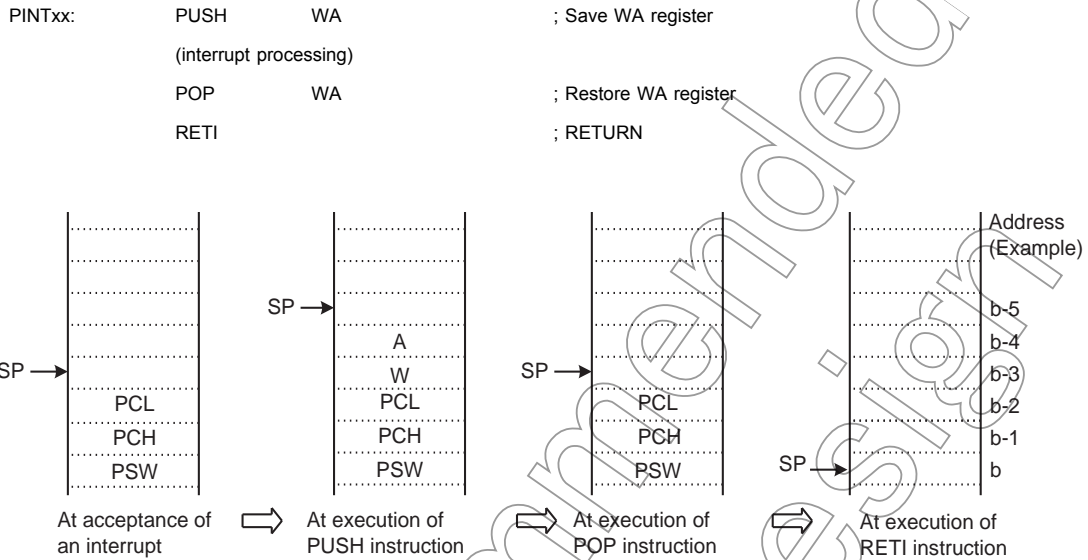 PINTxx: PUSH WA ; Save WA register
(interrupt processing)
POP WA ; Restore WA register
RETI ; RETURN
Address
(Example)
SP b-5
A b-4
SP W SP b-3
PCL PCL PCL b-2
PCH PCH PCH b-1
PSW PSW PSW SP b
At acceptance of At execution of At execution of At execution of
an interrupt PUSH instruction POP instruction RETI instruction